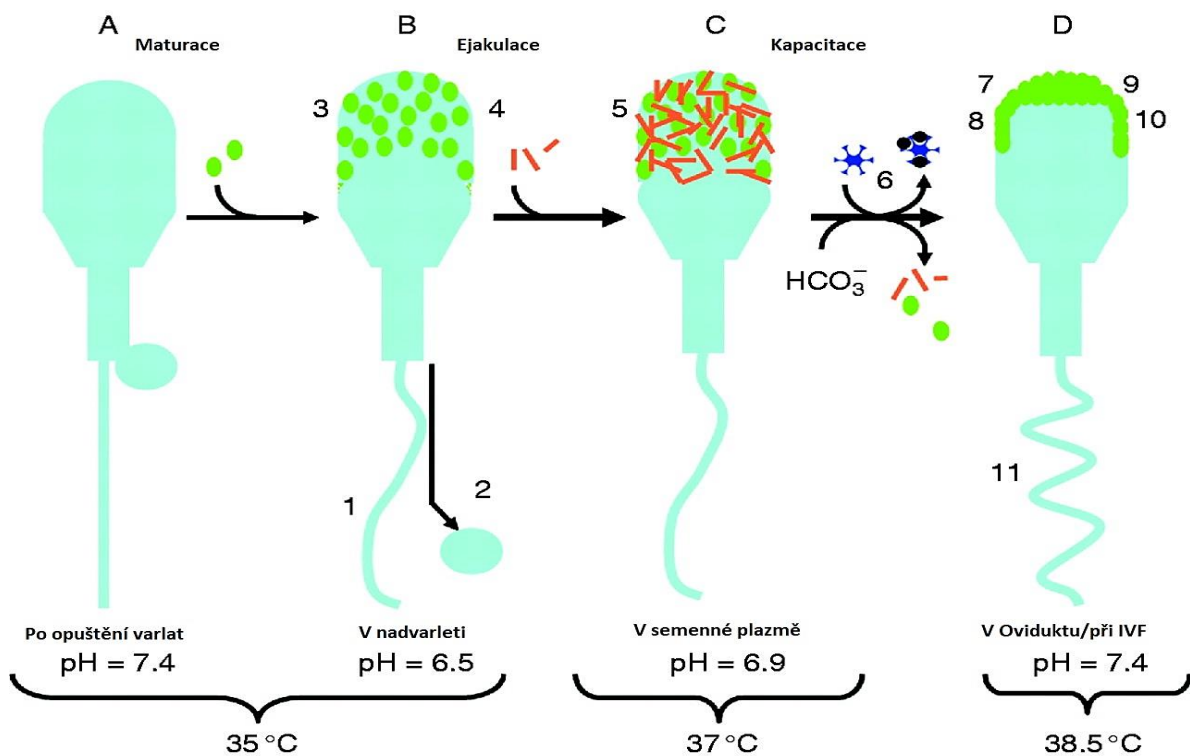 A
B
C
D
Maturace
Ejakulace
Kapacitace
3
4
5
6
7
8
9
10
HCO₃⁻
1
2
11
Po opuštění varlat
V nadvarleti
V semenné plazmě
V Oviduktu/při IVF
pH = 7.4
pH = 6.5
pH = 6.9
pH = 7.4
35 °C
37 °C
38.5 °C